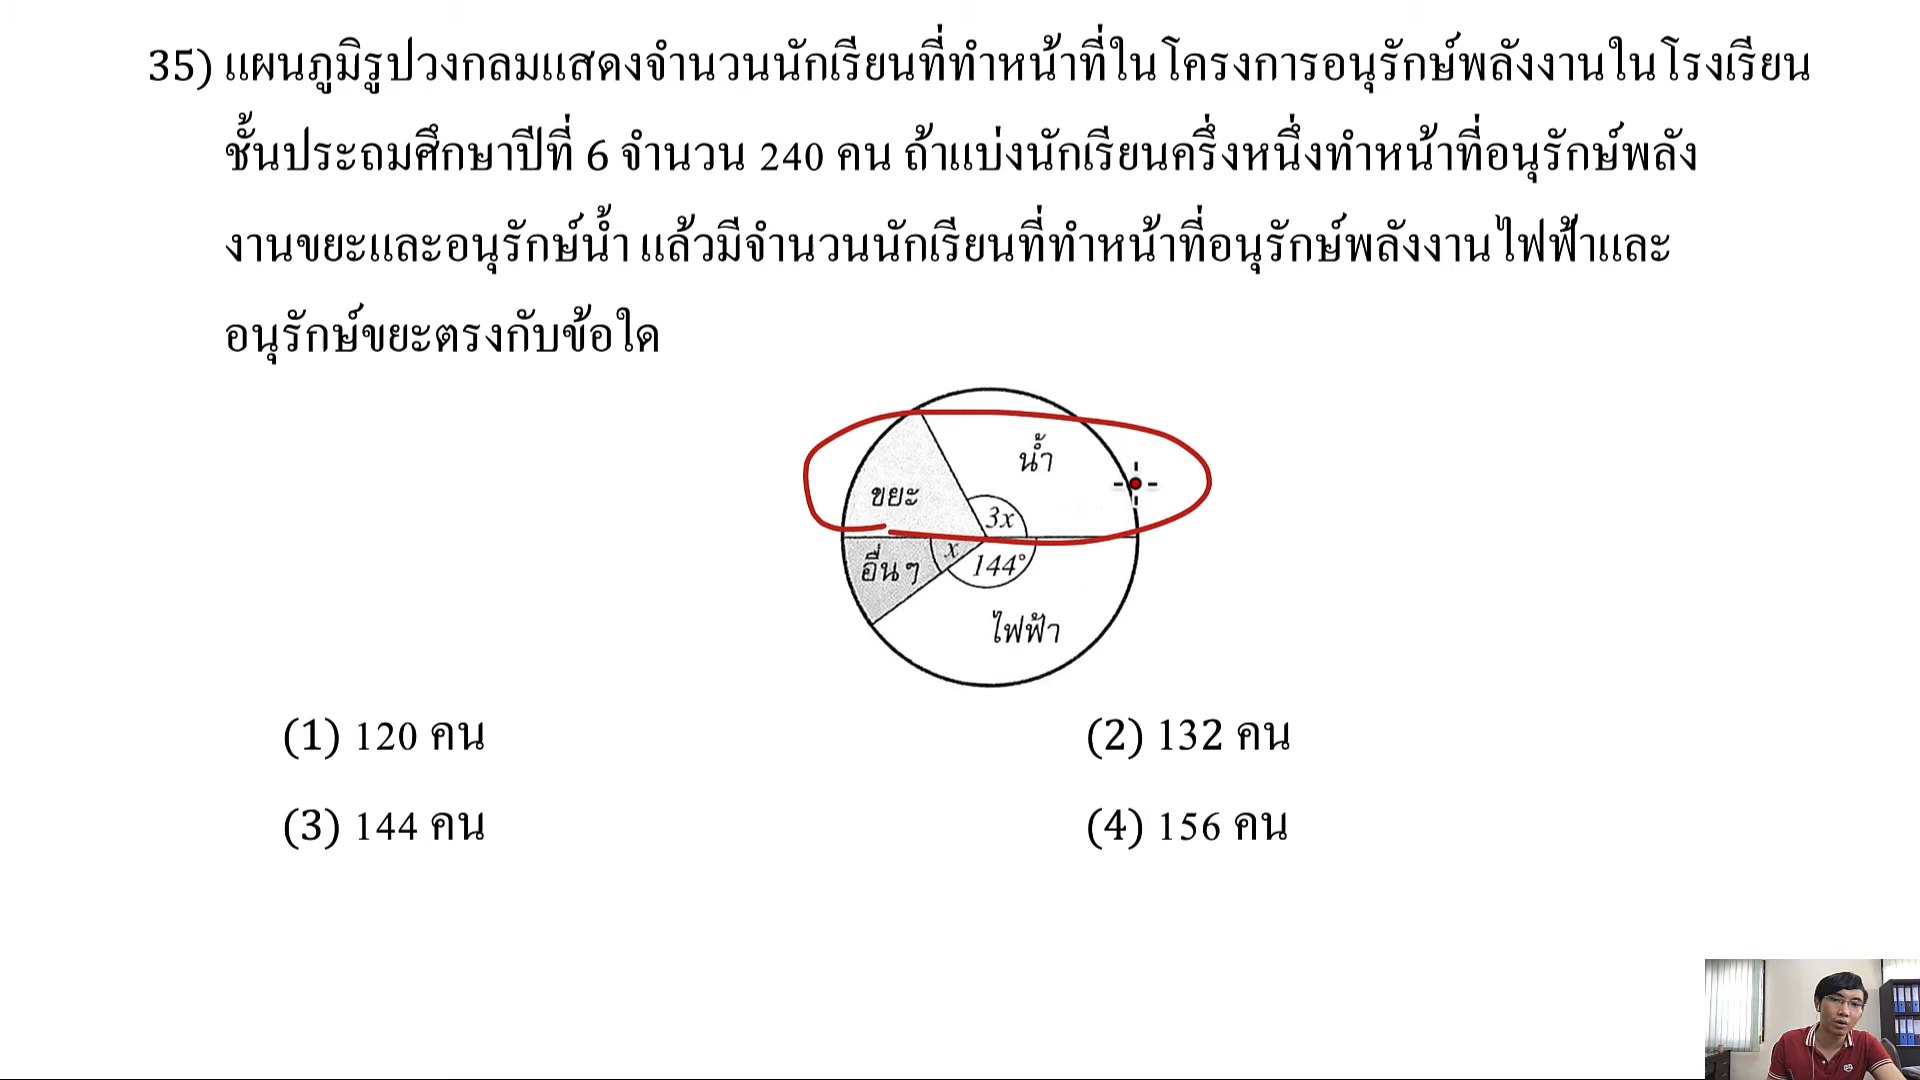 35) แผนภูมิรูปวงกลมแสดงจำนวนนักเรียนที่ทำหน้าที่ในโครงการอนุรักษ์พลังงานในโรงเรียน
ชั้นประถมศึกษาปีที่ 6 จำนวน 240 คน ถ้าแบ่งนักเรียนครึ่งหนึ่งทำหน้าที่อนุรักษ์พลัง
งานขยะและอนุรักษ์น้ำ แล้วมีจำนวนนักเรียนที่ทำหน้าที่อนุรักษ์พลังงานไฟฟ้าและ
อนุรักษ์ขยะตรงกับข้อใด
น้ำ
ขยะ
3x
x
อื่นๆ
144°
ไฟฟ้า
(1) 120 คน
(2) 132 คน
(3) 144 คน
(4) 156 คน